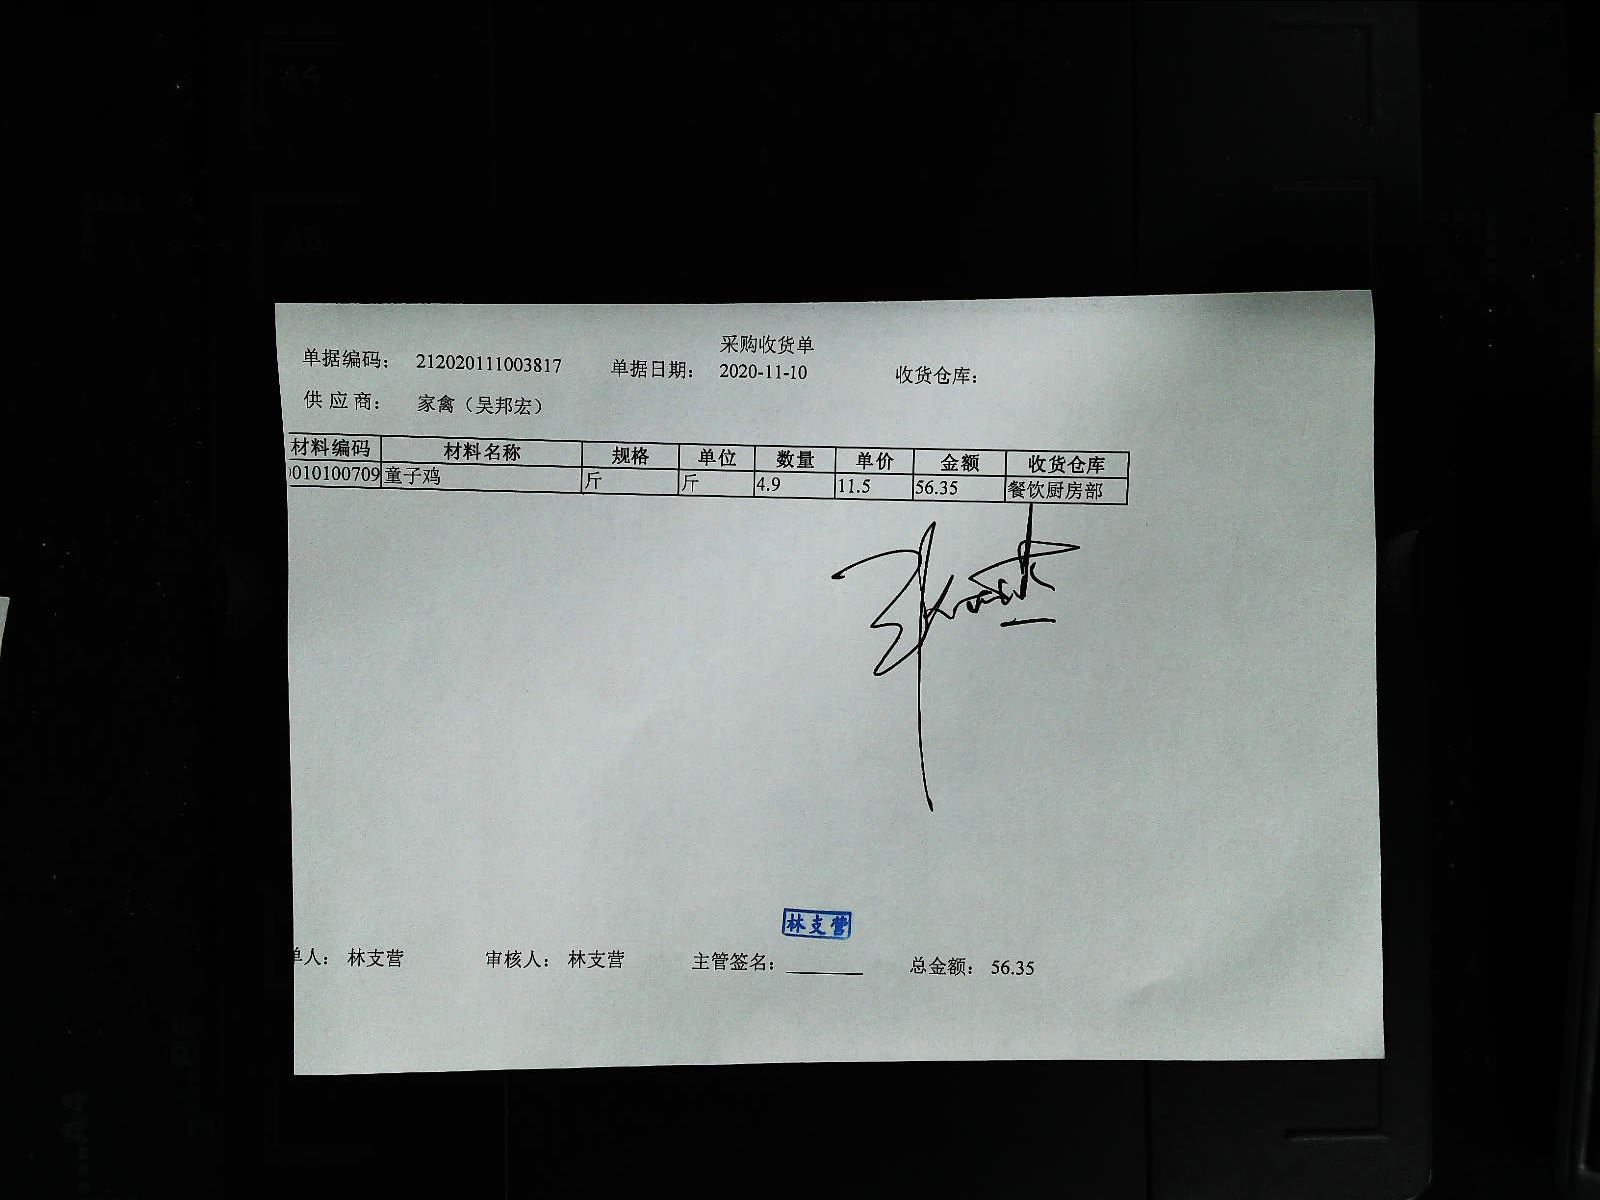 采购收货单
单据编码： 212020111003817 单据日期： 2020-11-10 收货仓库：
供 应 商： 家禽（吴邦宏）
材料编码 材料名称 规格 单位 数量 单价 金额 收货仓库
010100709 童子鸡 斤 斤 4.9 11.5 56.35 餐饮厨房部
林支营
单人： 林支营 审核人： 林支营 主管签名： 总金额： 56.35